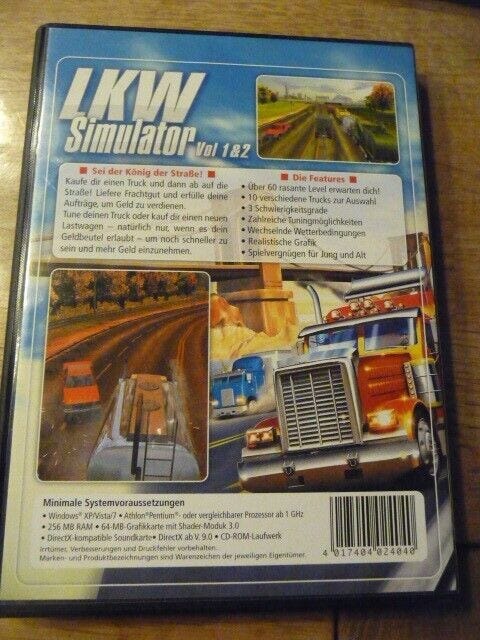 LKW
Simulator Vol 1&2
Sei der König der Straße!
Kaufe dir einen Truck und dann ab auf die
Straße! Liefere Frachtgut und erfülle deine
Aufträge, um Geld zu verdienen.
Tune deinen Truck oder kauf dir einen neuen
Lastwagen – natürlich nur, wenn es dein
Geldbeutel erlaubt – um noch schneller zu
sein und mehr Geld einzunehmen.
Die Features
• Über 60 rasante Level erwarten dich!
• 10 verschiedene Trucks zur Auswahl
• 3 Schwierigkeitsgrade
• Zahlreiche Tuningmöglichkeiten
• Wechselnde Wetterbedingungen
• Realistische Grafik
• Spielvergnügen für Jung und Alt
Minimale Systemvoraussetzungen
• Windows® XP/Vista/7 • Athlon®Pentium®- oder vergleichbarer Prozessor ab 1 GHz
• 256 MB RAM • 64-MB-Grafikkarte mit Shader-Moduk 3.0
• DirectX-kompatible Soundkarte• DirectX ab V. 9.0 • CD-ROM-Laufwerk
Irrtümer, Verbesserungen und Druckfehler vorbehalten.
Marken- und Produktbezeichnungen sind Warenzeichen der jeweiligen Eigentümer.
4 017404 024040